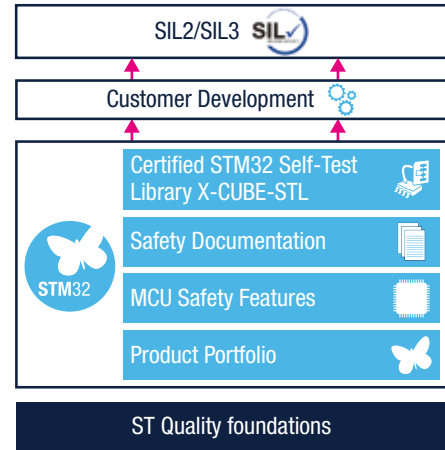 SIL2/SIL3 SIL
Customer Development
Certified STM32 Self-Test
Library X-CUBE-STL
Safety Documentation
STM32
MCU Safety Features
Product Portfolio
ST Quality foundations